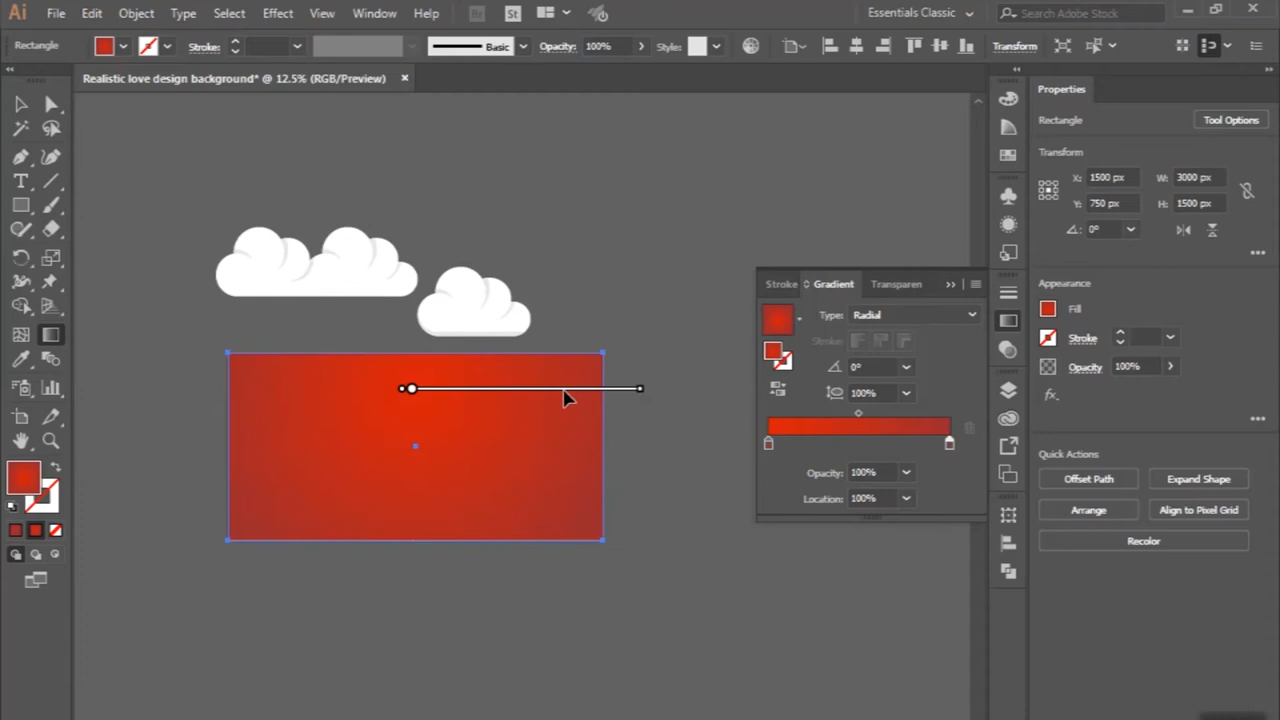 Ai File Edit Object Type Select Effect View Window Help Br St Essentials Classic Search Adobe Stock
Rectangle Stroke: Basic Opacity: 100% Style: Transform
Realistic love design background* @ 12.5% (RGB/Preview) ×
Properties
Rectangle Tool Options
Transform
X: 1500 px W: 3000 px
Y: 750 px H: 1500 px
0°
Appearance
Fill
Stroke
Opacity 100%
fx
Quick Actions
Offset Path Expand Shape
Arrange Align to Pixel Grid
Recolor
Stroke Gradient Transparen
Type: Radial
Stroke:
0°
100%
Opacity: 100%
Location: 100%